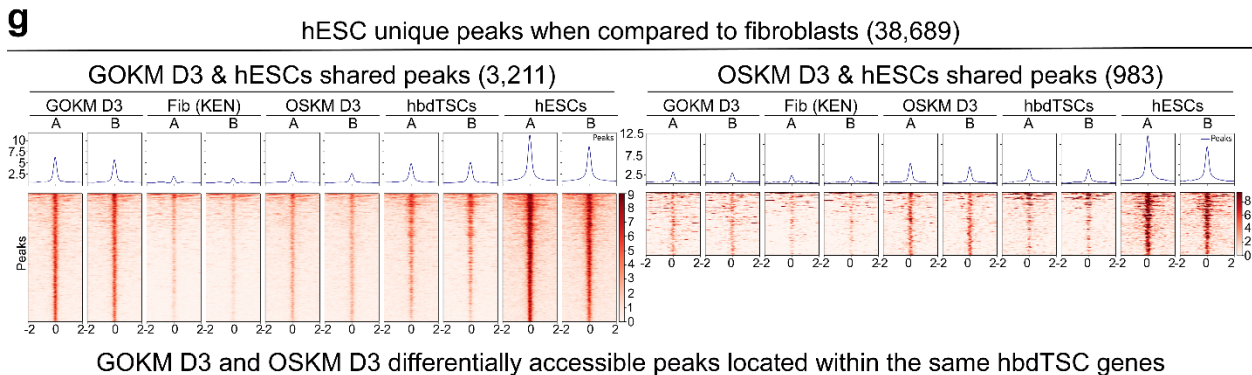 g
hESC unique peaks when compared to fibroblasts (38,689)
GOKM D3 & hESCs shared peaks (3,211)
OSKM D3 & hESCs shared peaks (983)
GOKM D3 Fib (KEN) OSKM D3 hbdTSCs hESCs
GOKM D3 Fib (KEN) OSKM D3 hbdTSCs hESCs
A B A B A B A B A B
A B A B A B A B A B
10
7.5
5
2.5
Peaks
12.5
7.5
2.5
Peaks
Peaks
9
8
7
6
5
4
3
2
1
0
8
6
4
2
0
-2 0 2-2 0 2-2 0 2-2 0 2-2 0 2-2 0 2-2 0 2-2 0 2-2 0 2-2 0 2
-2 0 2-2 0 2-2 0 2-2 0 2-2 0 2-2 0 2-2 0 2-2 0 2-2 0 2-2 0 2
GOKM D3 and OSKM D3 differentially accessible peaks located within the same hbdTSC genes